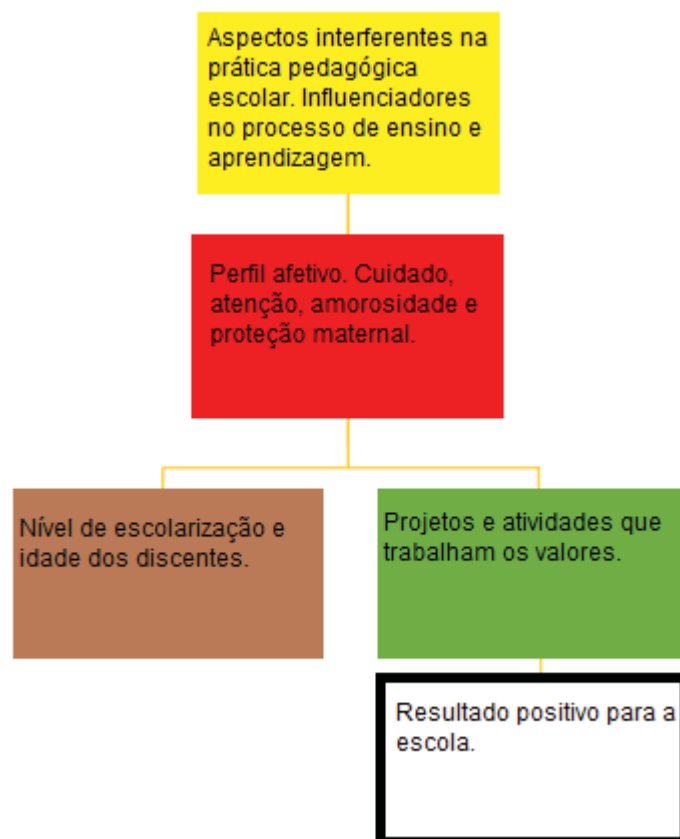 Aspectos interferentes na
prática pedagógica
escolar. Influenciadores
no processo de ensino e
aprendizagem.
Perfil afetivo. Cuidado,
atenção, amorosidade e
proteção maternal.
Nível de escolarização e
idade dos discentes.
Projetos e atividades que
trabalham os valores.
Resultado positivo para a
escola.